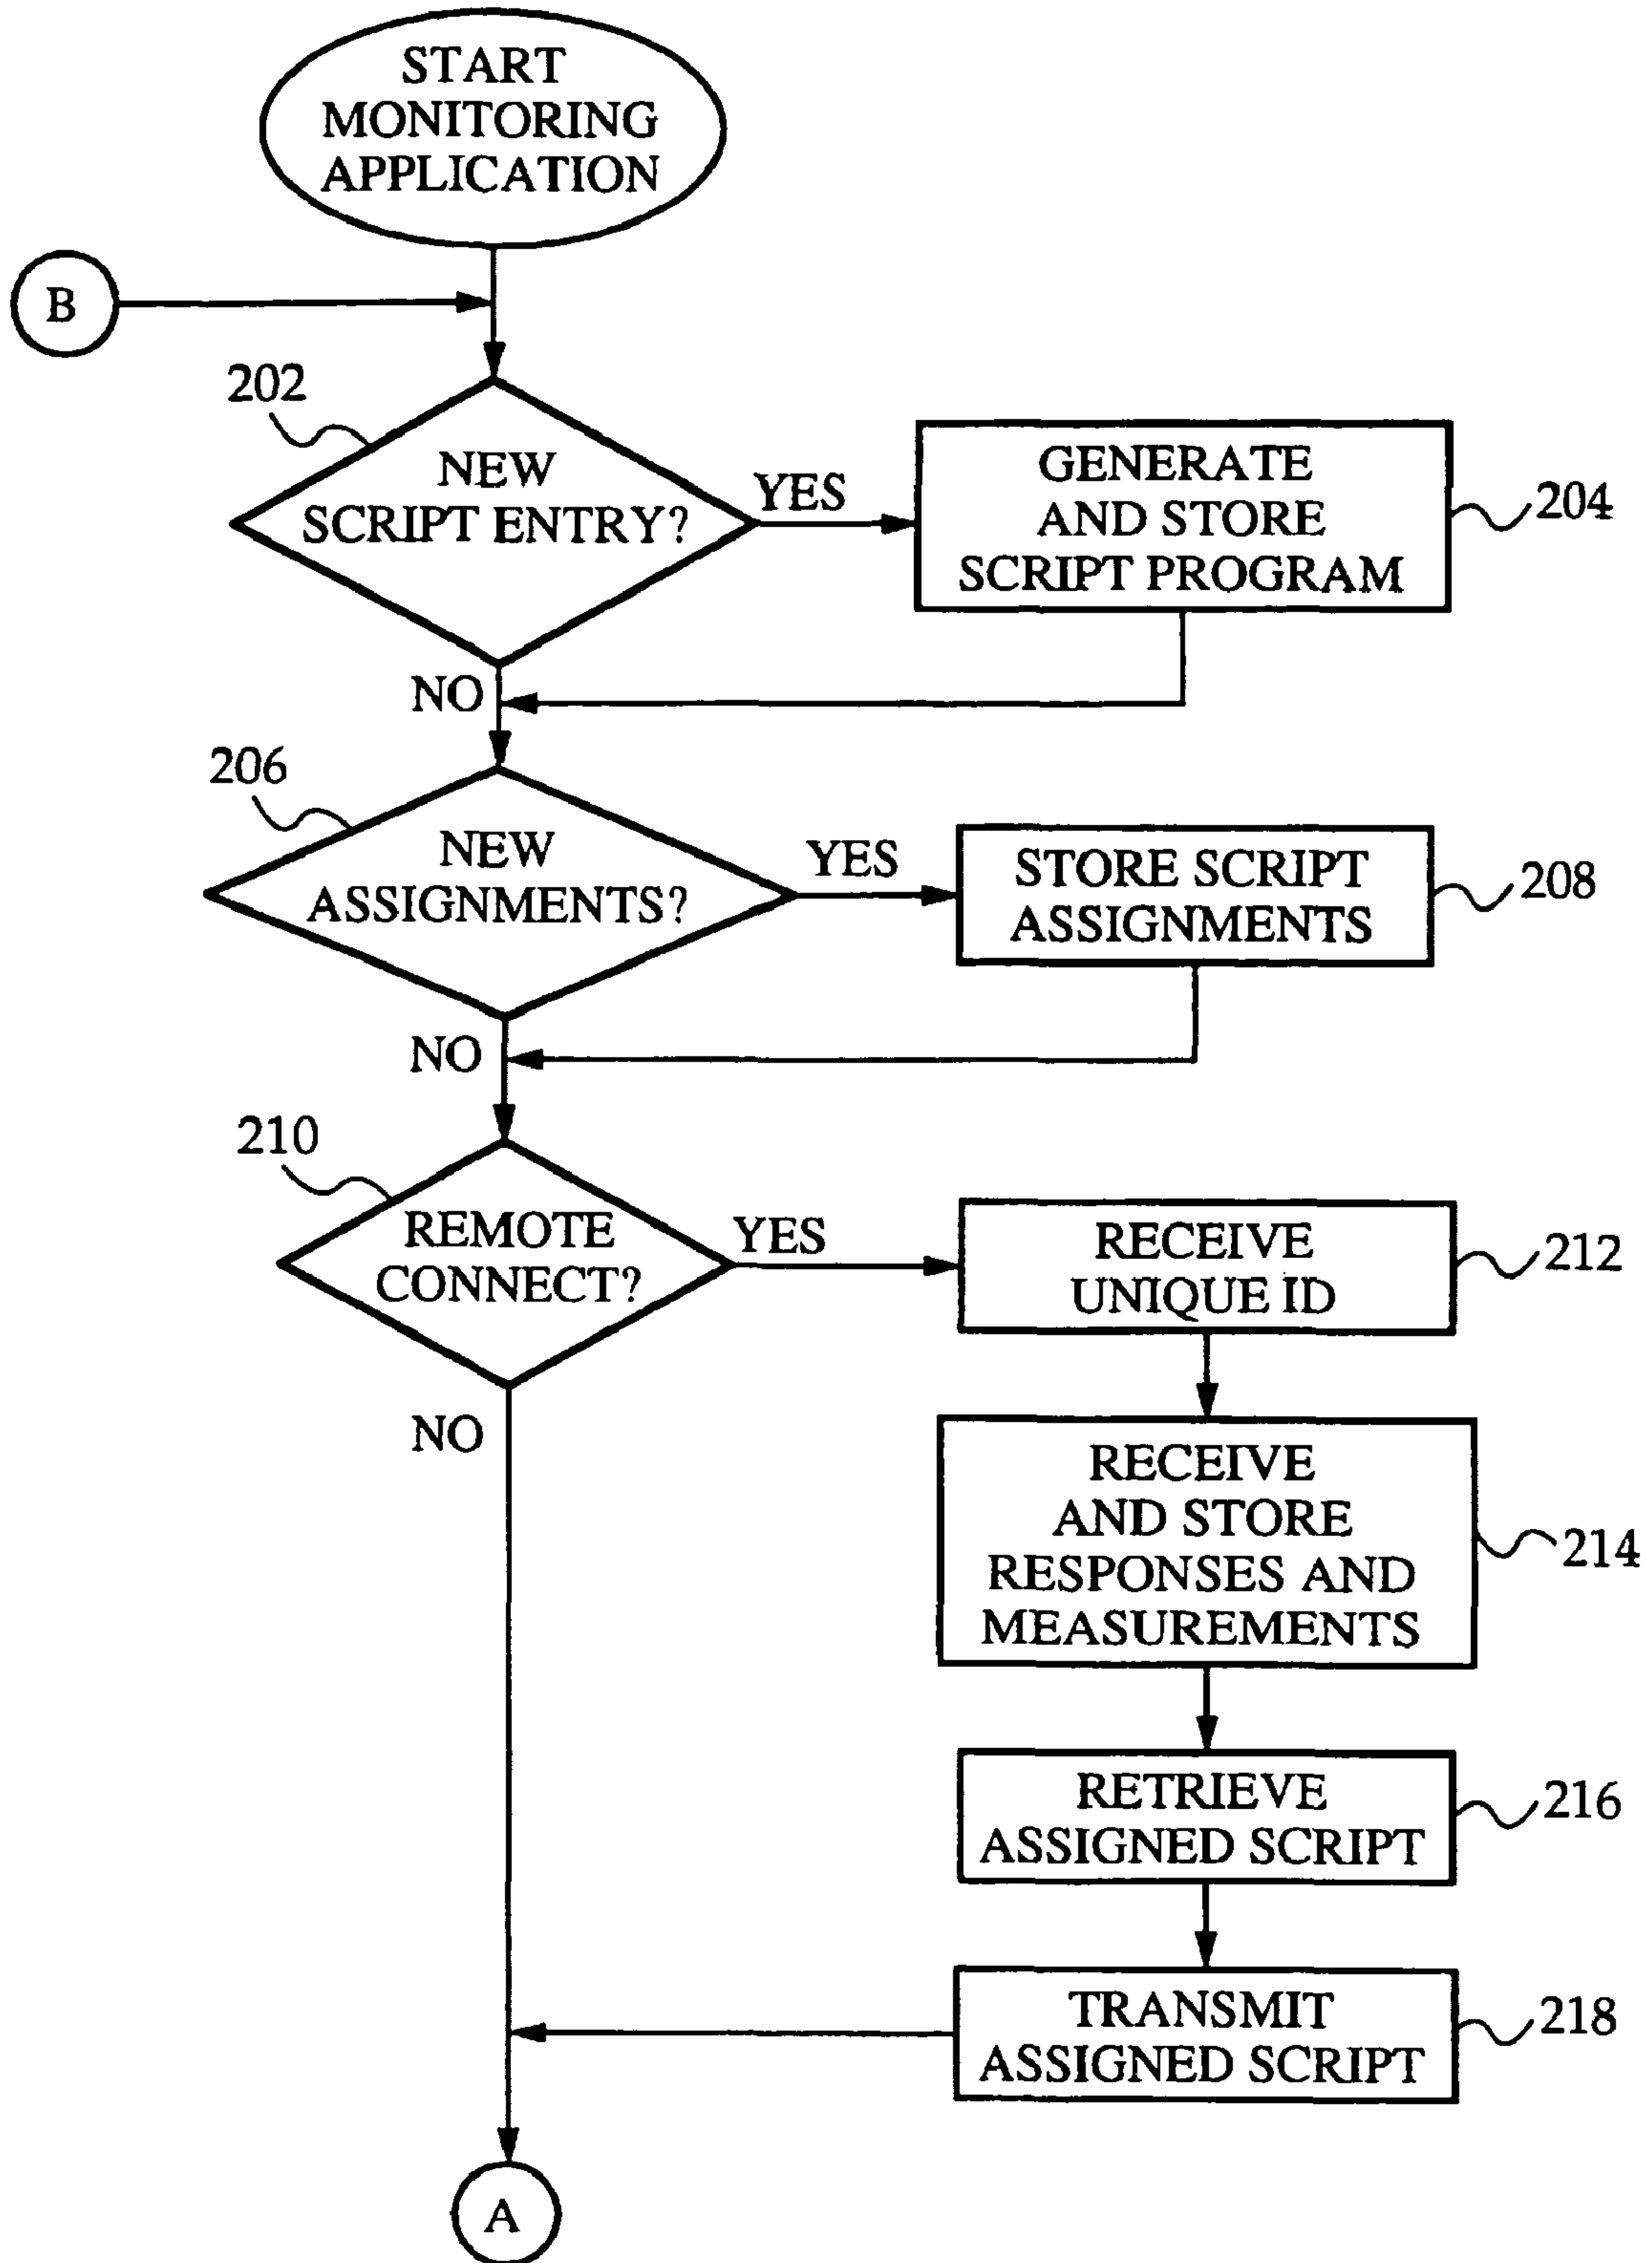 START
MONITORING
APPLICATION
B
202
NEW
SCRIPT ENTRY?
YES
GENERATE
AND STORE
SCRIPT PROGRAM
204
NO
206
NEW
ASSIGNMENTS?
YES
STORE SCRIPT
ASSIGNMENTS
208
NO
210
REMOTE
CONNECT?
YES
RECEIVE
UNIQUE ID
212
NO
RECEIVE
AND STORE
RESPONSES AND
MEASUREMENTS
214
RETRIEVE
ASSIGNED SCRIPT
216
TRANSMIT
ASSIGNED SCRIPT
218
A